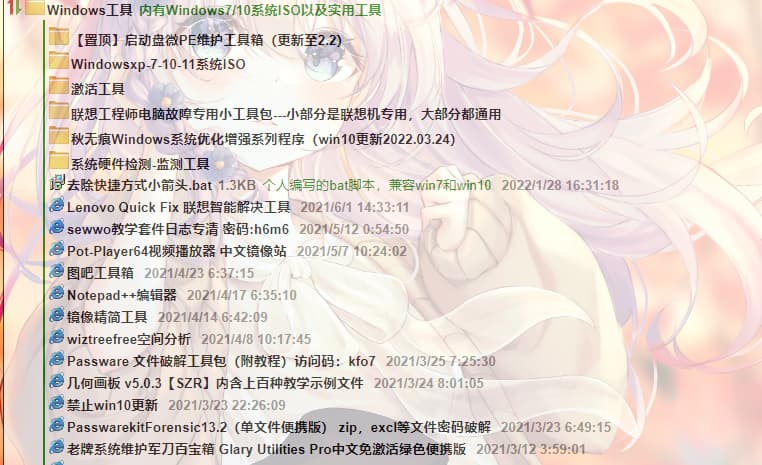 Windows工具 内有Windows7/10系统ISO以及实用工具
【置顶】启动盘微PE维护工具箱（更新至2.2）
Windowsxp-7-10-11系统ISO
激活工具
联想工程师电脑故障专用小工具包---小部分是联想机专用，大部分都通用
秋无痕Windows系统优化增强系列程序（win10更新2022.03.24）
系统硬件检测-监测工具
去除快捷方式小箭头.bat 1.3KB 个人编写的bat脚本，兼容win7和win10 2022/1/28 16:31:18
Lenovo Quick Fix 联想智能解决工具 2021/6/1 14:33:11
sewwo教学套件日志专清 密码:h6m6 2021/5/12 0:54:50
Pot-Player64视频播放器 中文镜像站 2021/5/7 10:24:02
图吧工具箱 2021/4/23 6:37:15
Notepad++编辑器 2021/4/17 6:35:10
镜像精简工具 2021/4/14 6:42:09
wiztreefree空间分析 2021/4/8 10:17:45
Passware 文件破解工具包（附教程）访问码：kfo7 2021/3/25 7:25:30
几何画板 v5.0.3【SZR】内含上百种教学示例文件 2021/3/24 8:01:05
禁止win10更新 2021/3/23 22:26:09
PasswarekitForensic13.2（单文件便携版） zip，excl等文件密码破解 2021/3/23 6:49:15
老牌系统维护军刀百宝箱 Glary Utilities Pro中文免激活绿色便携版 2021/3/12 3:59:01